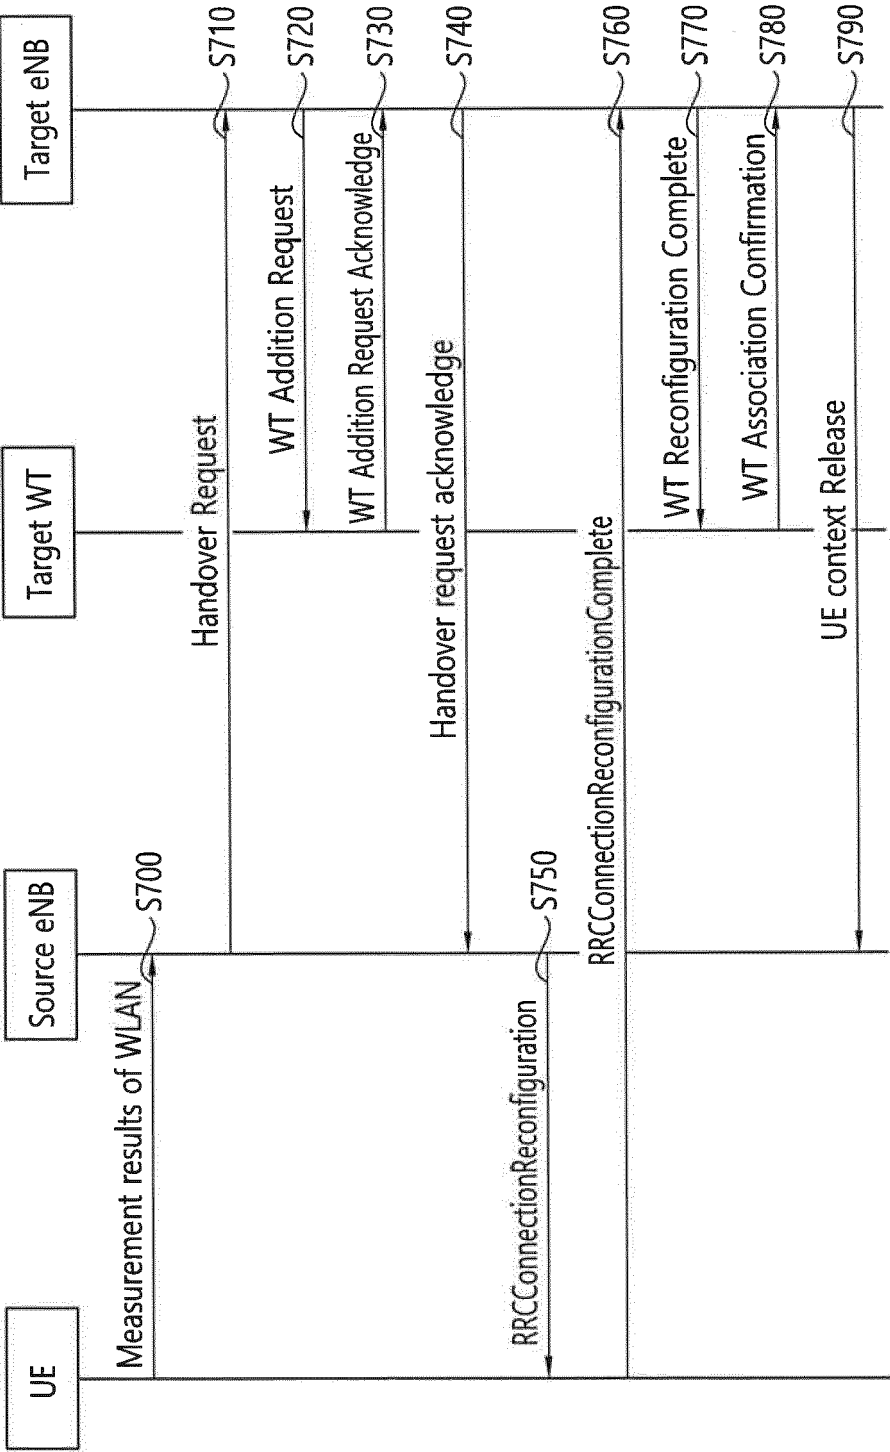 UE
Source eNB
Target WT
Target eNB
Measurement results of WLAN
S700
Handover Request
S710
WT Addition Request
S720
WT Addition Request Acknowledge
S730
Handover request acknowledge
S740
RRCConnectionReconfiguration
S750
RRCConnectionReconfigurationComplete
S760
WT Reconfiguration Complete
S770
WT Association Confirmation
S780
UE context Release
S790